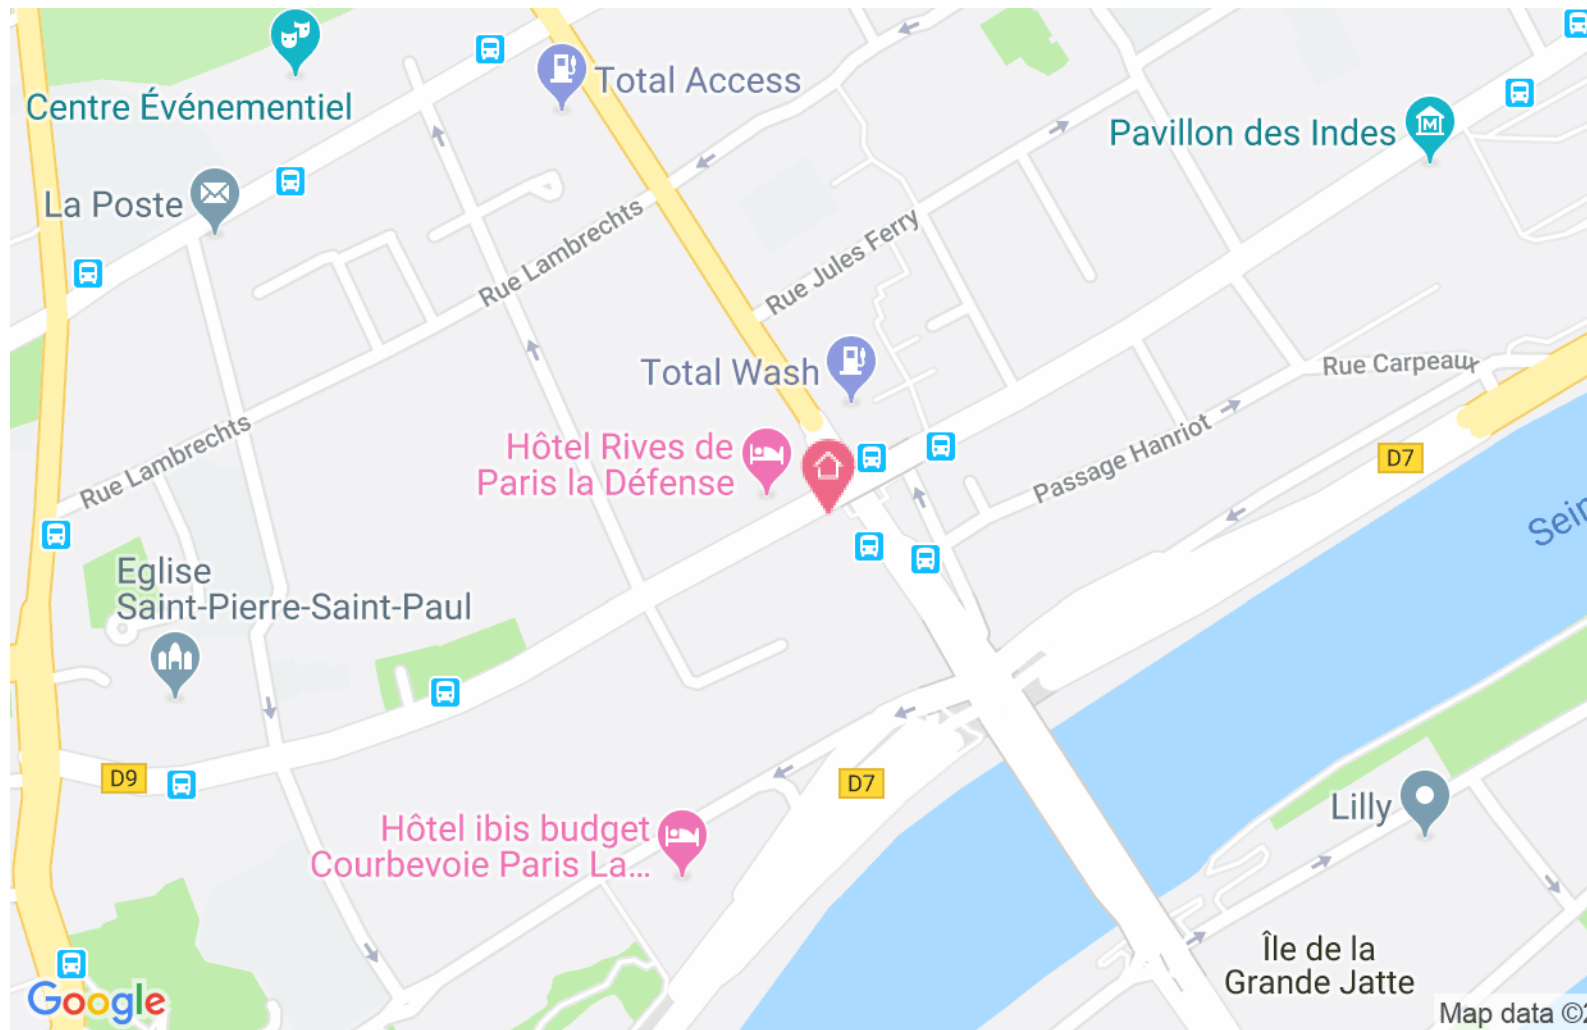 Centre Événementiel
Total Access
Pavillon des Indes
La Poste
Rue Lambrechts
Rue Jules Ferry
Total Wash
Rue Carpeaux
Rue Lambrechts
Hôtel Rives de
Paris la Défense
Passage Hanriot
D7
Eglise
Saint-Pierre-Saint-Paul
D9
D7
Lilly
Hôtel ibis budget
Courbevoie Paris La...
Île de la
Grande Jatte
Google
Map data ©